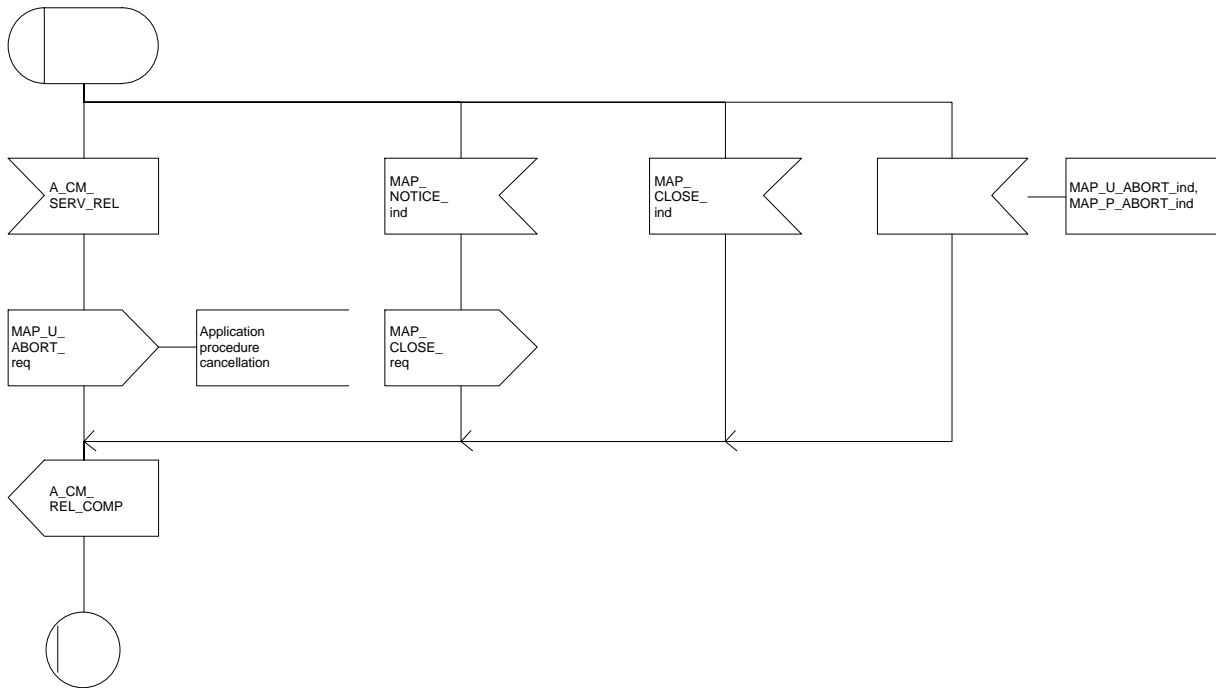 A_CM_
SERV_REL
MAP_
NOTICE_
ind
MAP_
CLOSE_
ind
MAP_U_ABORT_ind,
MAP_P_ABORT_ind
MAP_U_
ABORT_
req
Application
procedure
cancellation
MAP_
CLOSE_
req
A_CM_
REL_COMP